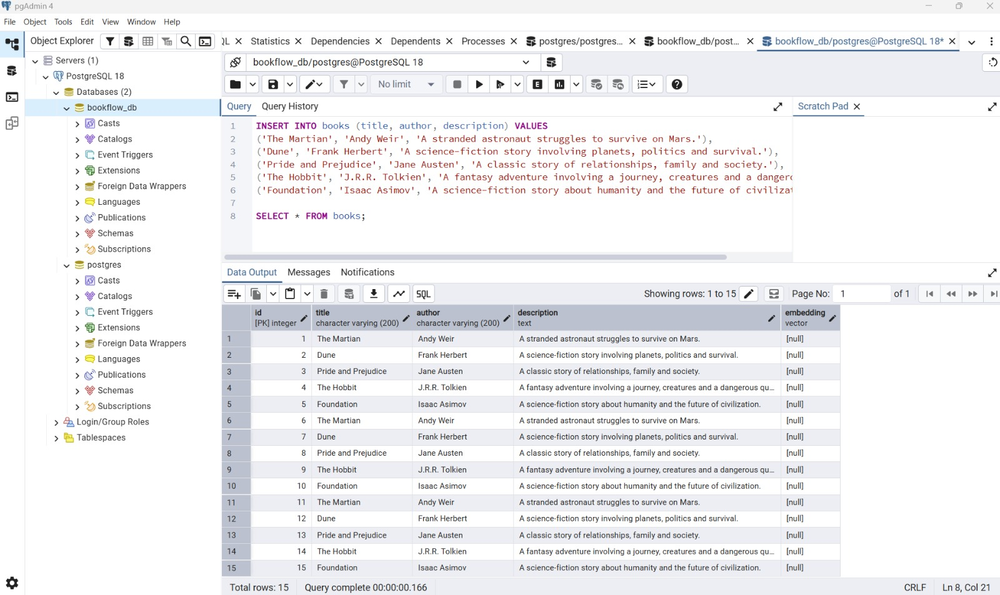 pgAdmin 4
File Object Tools Edit View Window Help
Object Explorer
QL Statistics Dependencies Dependents Processes postgres/postgres... bookflow_db/post... bookflow_db/postgres@PostgreSQL 18*
Servers (1)
PostgreSQL 18
Databases (2)
bookflow_db
Casts
Catalogs
Event Triggers
Extensions
Foreign Data Wrappers
Languages
Publications
Schemas
Subscriptions
postgres
Casts
Catalogs
Event Triggers
Extensions
Foreign Data Wrappers
Languages
Publications
Schemas
Subscriptions
Login/Group Roles
Tablespaces
bookflow_db/postgres@PostgreSQL 18
No limit
E
Query Query History
Scratch Pad
1 INSERT INTO books (title, author, description) VALUES
2 ('The Martian', 'Andy Weir', 'A stranded astronaut struggles to survive on Mars.'),
3 ('Dune', 'Frank Herbert', 'A science-fiction story involving planets, politics and survival.'),
4 ('Pride and Prejudice', 'Jane Austen', 'A classic story of relationships, family and society.'),
5 ('The Hobbit', 'J.R.R. Tolkien', 'A fantasy adventure involving a journey, creatures and a dangero
6 ('Foundation', 'Isaac Asimov', 'A science-fiction story about humanity and the future of civilizat
7
8 SELECT * FROM books;
Data Output Messages Notifications
SQL Showing rows: 1 to 15 Page No: 1 of 1
id title author description embedding
[PK] integer character varying (200) character varying (200) text vector
1 1 The Martian Andy Weir A stranded astronaut struggles to survive on Mars. [null]
2 2 Dune Frank Herbert A science-fiction story involving planets, politics and survival. [null]
3 3 Pride and Prejudice Jane Austen A classic story of relationships, family and society. [null]
4 4 The Hobbit J.R.R. Tolkien A fantasy adventure involving a journey, creatures and a dangerous qu... [null]
5 5 Foundation Isaac Asimov A science-fiction story about humanity and the future of civilization. [null]
6 6 The Martian Andy Weir A stranded astronaut struggles to survive on Mars. [null]
7 7 Dune Frank Herbert A science-fiction story involving planets, politics and survival. [null]
8 8 Pride and Prejudice Jane Austen A classic story of relationships, family and society. [null]
9 9 The Hobbit J.R.R. Tolkien A fantasy adventure involving a journey, creatures and a dangerous qu... [null]
10 10 Foundation Isaac Asimov A science-fiction story about humanity and the future of civilization. [null]
11 11 The Martian Andy Weir A stranded astronaut struggles to survive on Mars. [null]
12 12 Dune Frank Herbert A science-fiction story involving planets, politics and survival. [null]
13 13 Pride and Prejudice Jane Austen A classic story of relationships, family and society. [null]
14 14 The Hobbit J.R.R. Tolkien A fantasy adventure involving a journey, creatures and a dangerous qu... [null]
15 15 Foundation Isaac Asimov A science-fiction story about humanity and the future of civilization. [null]
Total rows: 15 Query complete 00:00:00.166 CRLF Ln 8, Col 21